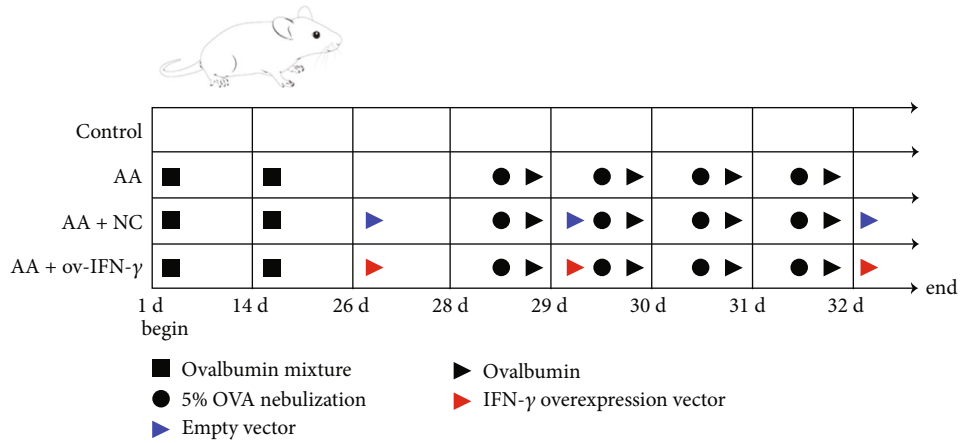 Control
AA
AA + NC
AA + ov-IFN-γ
1 d 14 d 26 d 28 d 29 d 30 d 31 d 32 d end
begin
Ovalbumin mixture Ovalbumin
5% OVA nebulization IFN-γ overexpression vector
Empty vector